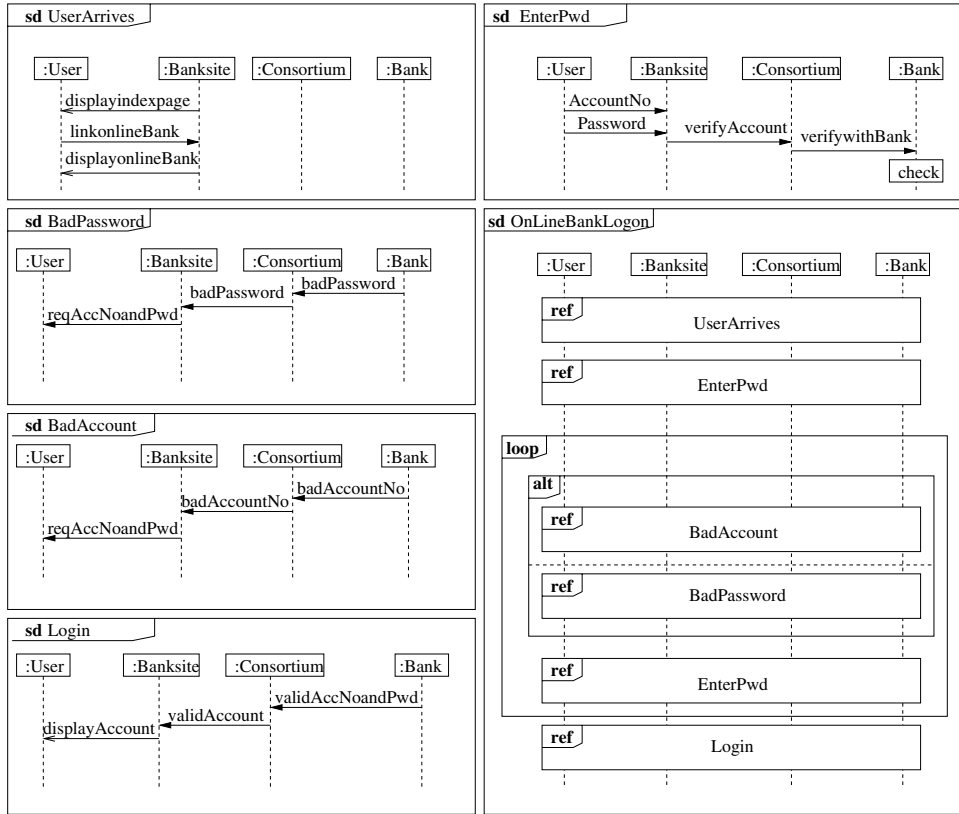 sd UserArrives
:User :Banksite :Consortium :Bank
displayindexpage
linkonlineBank
displayonlineBank
sd EnterPwd
:User :Banksite :Consortium :Bank
AccountNo
Password
verifyAccount
verifywithBank
check
sd BadPassword
:User :Banksite :Consortium :Bank
badPassword
badPassword
reqAccNoandPwd
sd BadAccount
:User :Banksite :Consortium :Bank
badAccountNo
badAccountNo
reqAccNoandPwd
sd Login
:User :Banksite :Consortium :Bank
validAccNoandPwd
validAccount
displayAccount
sd OnLineBankLogon
:User :Banksite :Consortium :Bank
ref
UserArrives
ref
EnterPwd
loop
alt
ref
BadAccount
ref
BadPassword
ref
EnterPwd
ref
Login